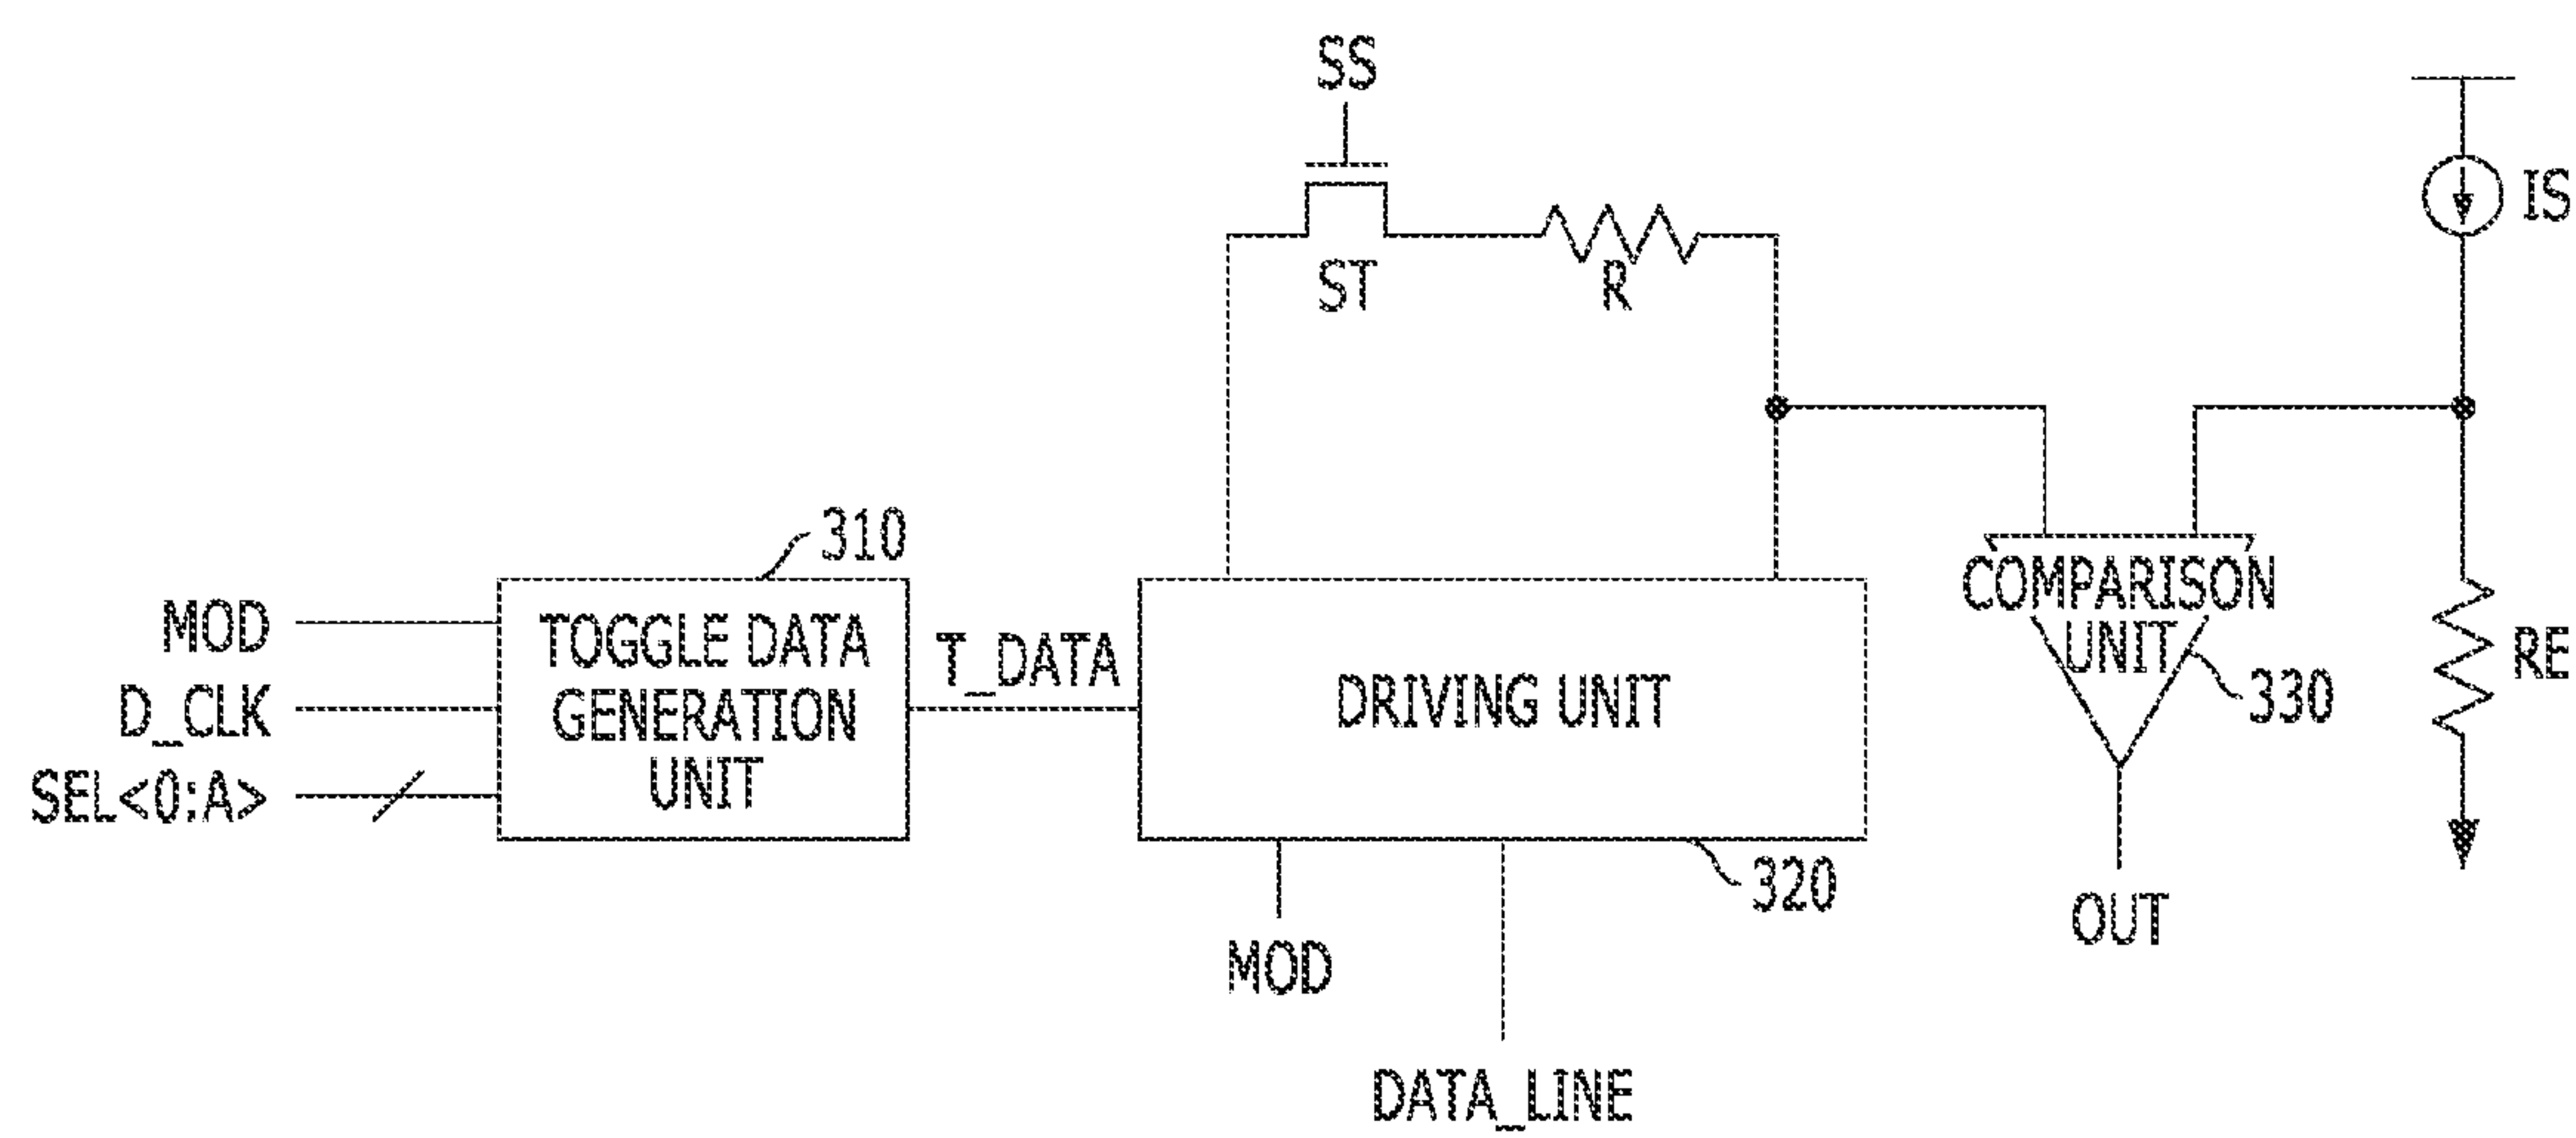 SS
IS
ST
R
310
MOD
D_CLK
SEL<0:A>
TOGGLE DATA
GENERATION
UNIT
T_DATA
DRIVING UNIT
COMPARISON
UNIT
330
RE
320
MOD
OUT
DATA_LINE